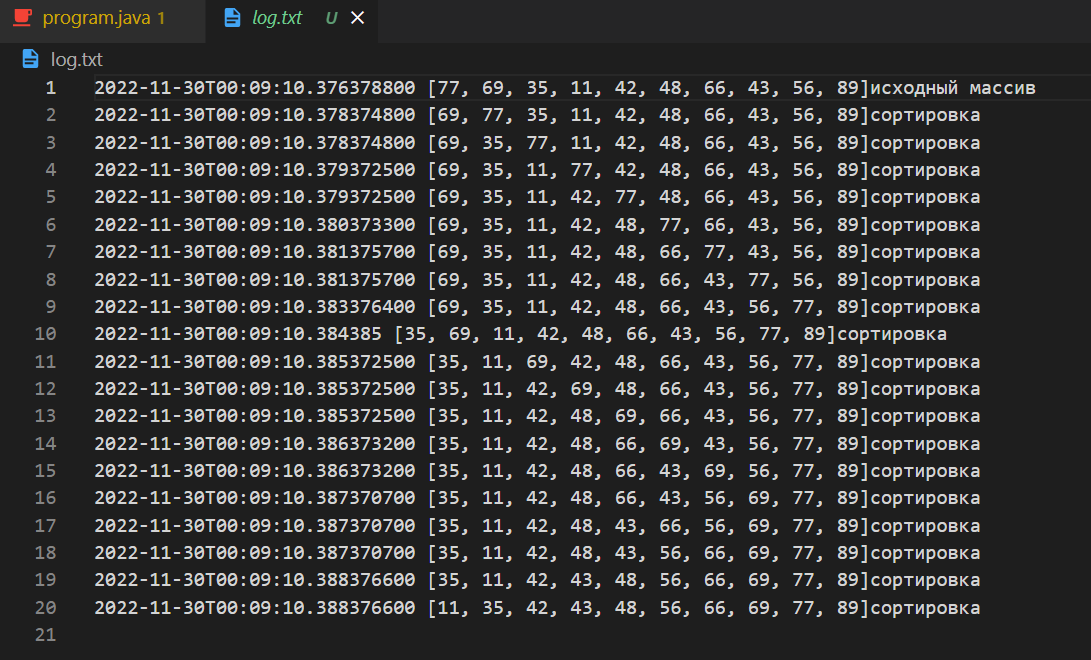 program.java 1 log.txt U
log.txt
1 2022-11-30T00:09:10.376378800 [77, 69, 35, 11, 42, 48, 66, 43, 56, 89]исходный массив
2 2022-11-30T00:09:10.378374800 [69, 77, 35, 11, 42, 48, 66, 43, 56, 89]сортировка
3 2022-11-30T00:09:10.378374800 [69, 35, 77, 11, 42, 48, 66, 43, 56, 89]сортировка
4 2022-11-30T00:09:10.379372500 [69, 35, 11, 77, 42, 48, 66, 43, 56, 89]сортировка
5 2022-11-30T00:09:10.379372500 [69, 35, 11, 42, 77, 48, 66, 43, 56, 89]сортировка
6 2022-11-30T00:09:10.380373300 [69, 35, 11, 42, 48, 77, 66, 43, 56, 89]сортировка
7 2022-11-30T00:09:10.381375700 [69, 35, 11, 42, 48, 66, 77, 43, 56, 89]сортировка
8 2022-11-30T00:09:10.381375700 [69, 35, 11, 42, 48, 66, 43, 77, 56, 89]сортировка
9 2022-11-30T00:09:10.383376400 [69, 35, 11, 42, 48, 66, 43, 56, 77, 89]сортировка
10 2022-11-30T00:09:10.384385 [35, 69, 11, 42, 48, 66, 43, 56, 77, 89]сортировка
11 2022-11-30T00:09:10.385372500 [35, 11, 69, 42, 48, 66, 43, 56, 77, 89]сортировка
12 2022-11-30T00:09:10.385372500 [35, 11, 42, 69, 48, 66, 43, 56, 77, 89]сортировка
13 2022-11-30T00:09:10.385372500 [35, 11, 42, 48, 69, 66, 43, 56, 77, 89]сортировка
14 2022-11-30T00:09:10.386373200 [35, 11, 42, 48, 66, 69, 43, 56, 77, 89]сортировка
15 2022-11-30T00:09:10.386373200 [35, 11, 42, 48, 66, 43, 69, 56, 77, 89]сортировка
16 2022-11-30T00:09:10.387370700 [35, 11, 42, 48, 66, 43, 56, 69, 77, 89]сортировка
17 2022-11-30T00:09:10.387370700 [35, 11, 42, 48, 43, 66, 56, 69, 77, 89]сортировка
18 2022-11-30T00:09:10.387370700 [35, 11, 42, 48, 43, 56, 66, 69, 77, 89]сортировка
19 2022-11-30T00:09:10.388376600 [35, 11, 42, 43, 48, 56, 66, 69, 77, 89]сортировка
20 2022-11-30T00:09:10.388376600 [11, 35, 42, 43, 48, 56, 66, 69, 77, 89]сортировка
21